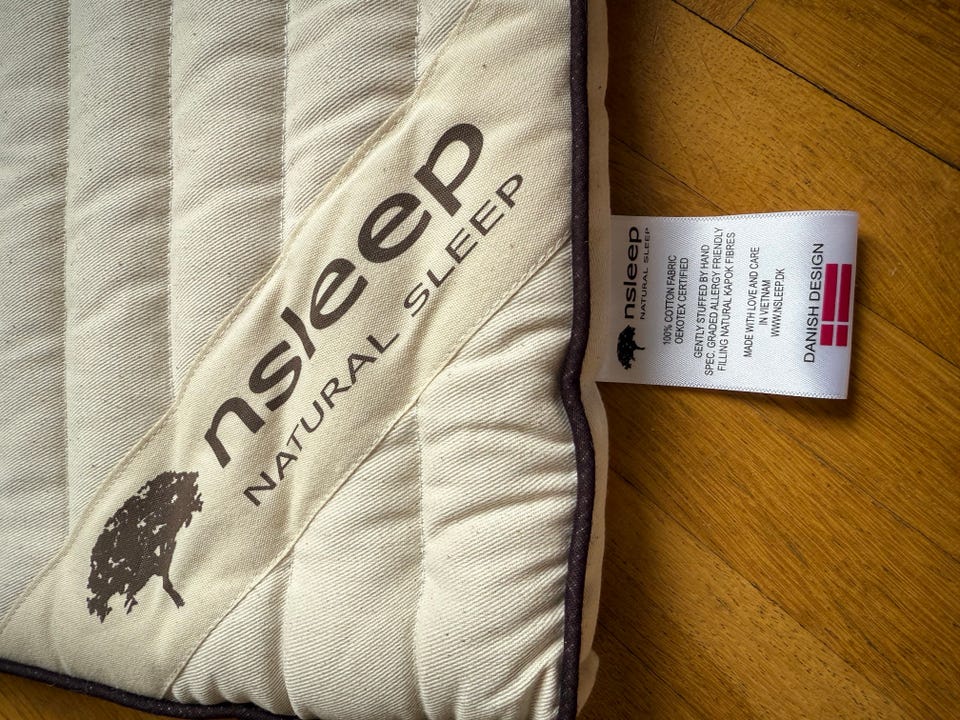 nsleep
NATURAL SLEEP
nsleep
NATURAL SLEEP
100% COTTON FABRIC
OEKOTEX CERTIFIED
GENTLY STUFFED BY HAND
SPEC. GRADED ALLERGY FRIENDLY
FILLING NATURAL KAPOK FIBRES
MADE WITH LOVE AND CARE
IN VIETNAM
WWW.NSLEEP.DK
DANISH DESIGN